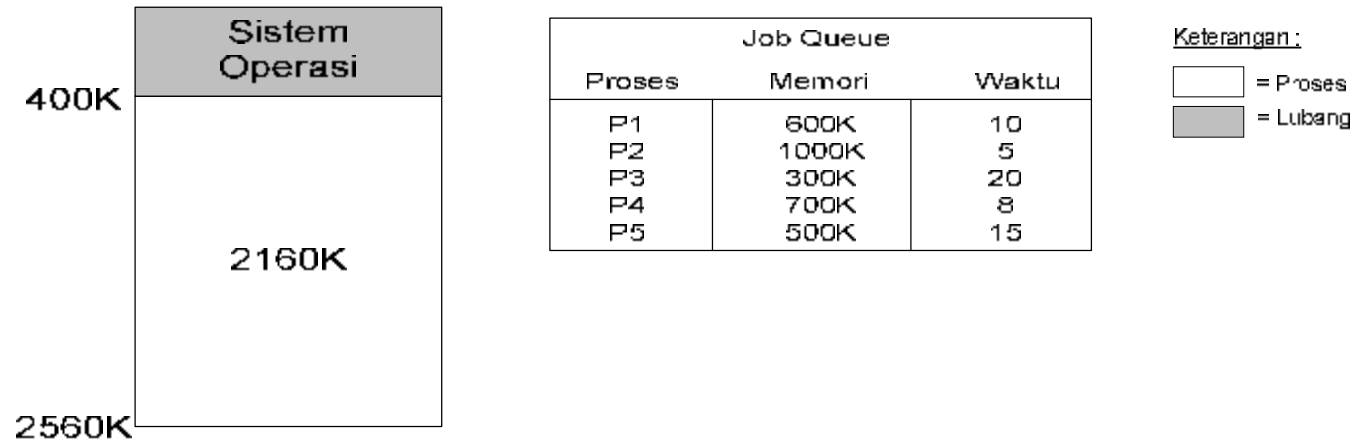 Sistem
Operasi
400K
2160K
2560K
Job Queue
Proses Memori Waktu
P1 600K 10
P2 1000K 5
P3 300K 20
P4 700K 8
P5 500K 15
Keterangan :
= Proses
= Lubang